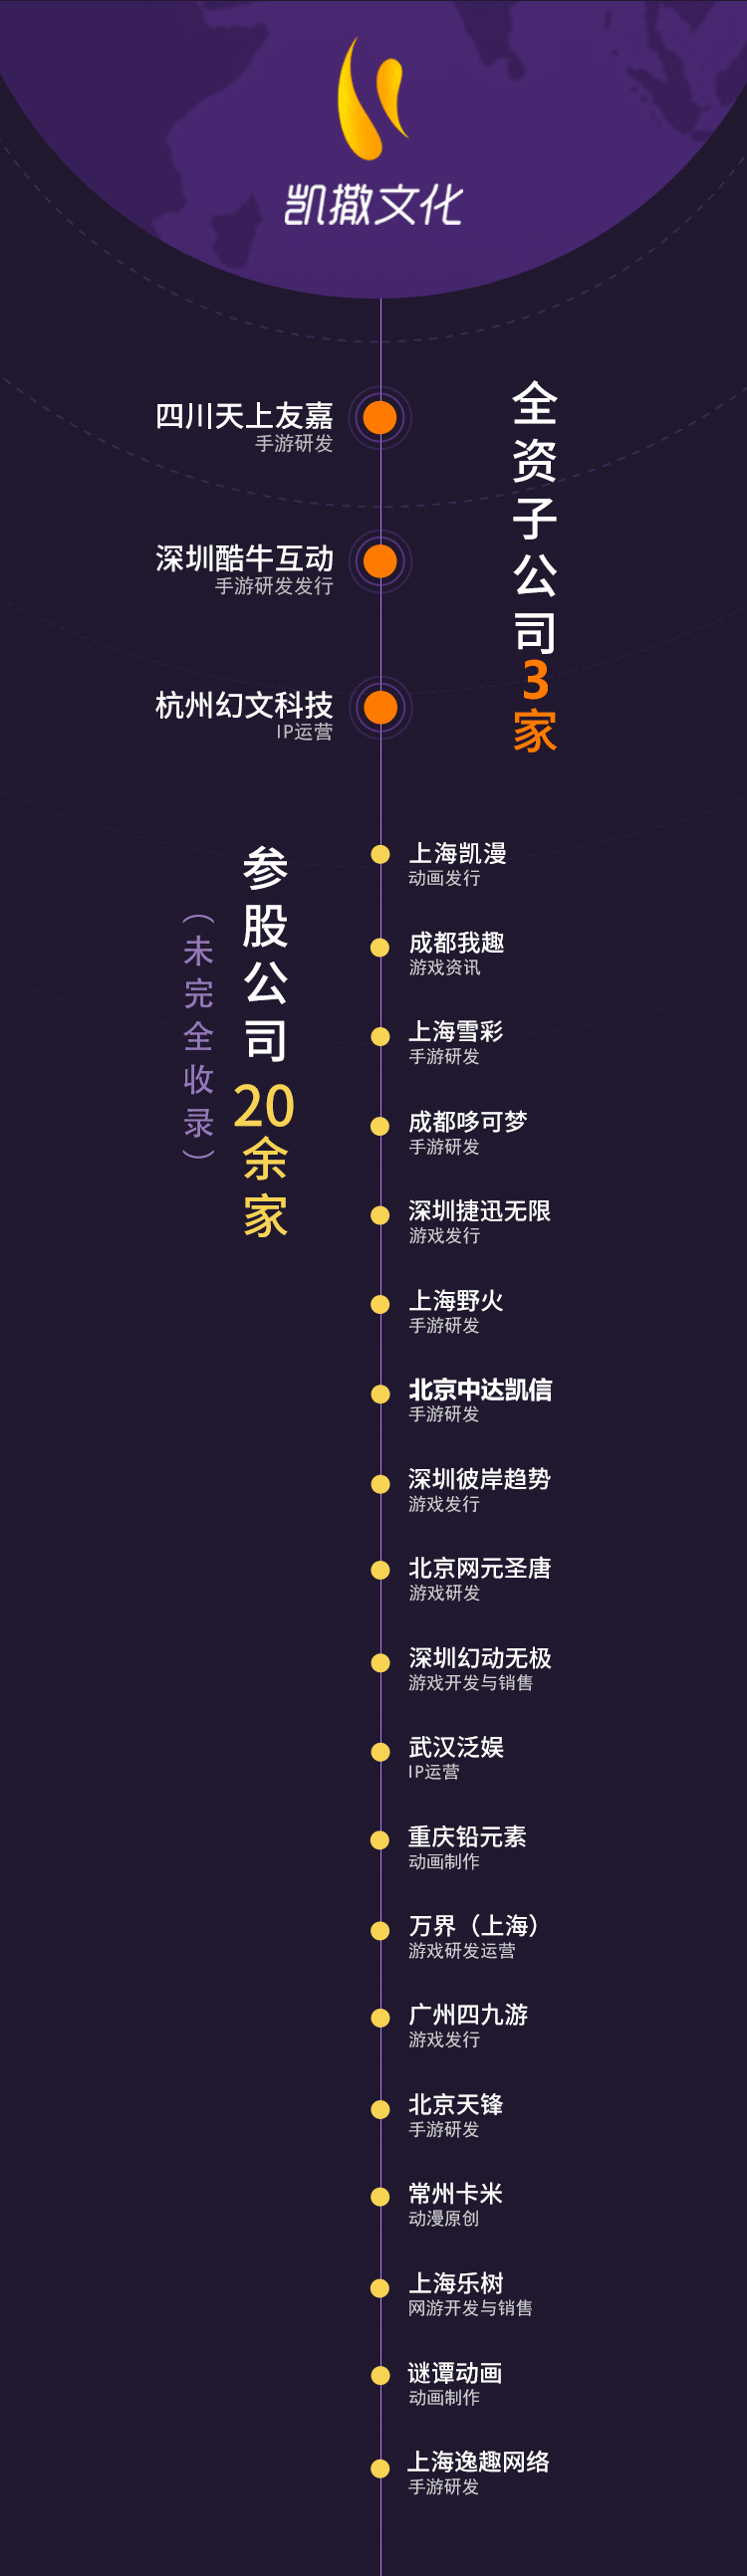 凯撒文化
全资子公司3家
四川天上友嘉
手游研发
深圳酷牛互动
手游研发发行
杭州幻文科技
IP运营
参股公司20余家
（未完全收录）
上海凯漫
动画发行
成都我趣
游戏资讯
上海雪彩
手游研发
成都哆可梦
手游研发
深圳捷迅无限
游戏发行
上海野火
手游研发
北京中达凯信
手游研发
深圳彼岸趋势
游戏发行
北京网元圣唐
游戏研发
深圳幻动无极
游戏开发与销售
武汉泛娱
IP运营
重庆铅元素
动画制作
万界（上海）
游戏研发运营
广州四九游
游戏发行
北京天锋
手游研发
常州卡米
动漫原创
上海乐树
网游开发与销售
谜谭动画
动画制作
上海逸趣网络
手游研发